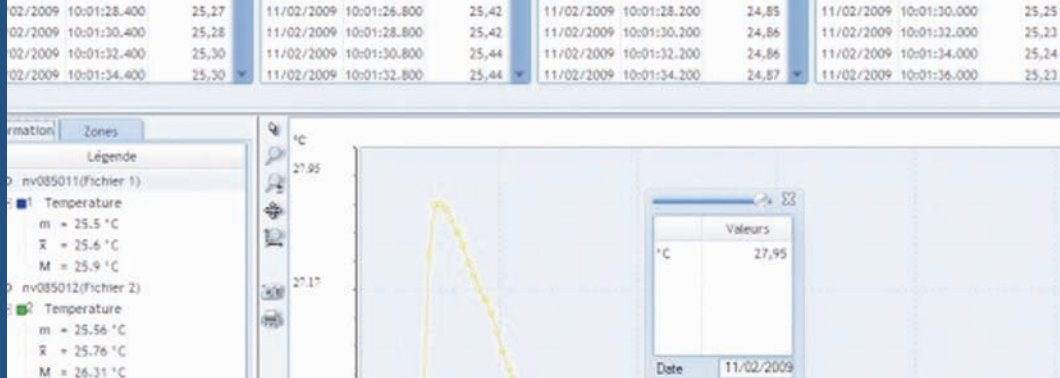 02/2009 10:01:28.400 25,27 11/02/2009 10:01:26.800 25,42 11/02/2009 10:01:28.200 24,85 11/02/2009 10:01:30.000 25,25
02/2009 10:01:30.400 25,28 11/02/2009 10:01:28.800 25,42 11/02/2009 10:01:30.200 24,86 11/02/2009 10:01:32.000 25,23
02/2009 10:01:32.400 25,30 11/02/2009 10:01:30.800 25,44 11/02/2009 10:01:32.200 24,86 11/02/2009 10:01:34.000 25,24
02/2009 10:01:34.400 25,30 11/02/2009 10:01:32.800 25,44 11/02/2009 10:01:34.200 24,87 11/02/2009 10:01:36.000 25,23
rmation Zones
Légende
nv085011(Fichier 1)
1 Temperature
m = 25.5 °C
x̄ = 25.6 °C
M = 25.9 °C
nv085012(Fichier 2)
2 Temperature
m = 25.56 °C
x̄ = 25.76 °C
M = 26.31 °C
°C
27.95
27.17
Valeurs
°C 27,95
Date 11/02/2009